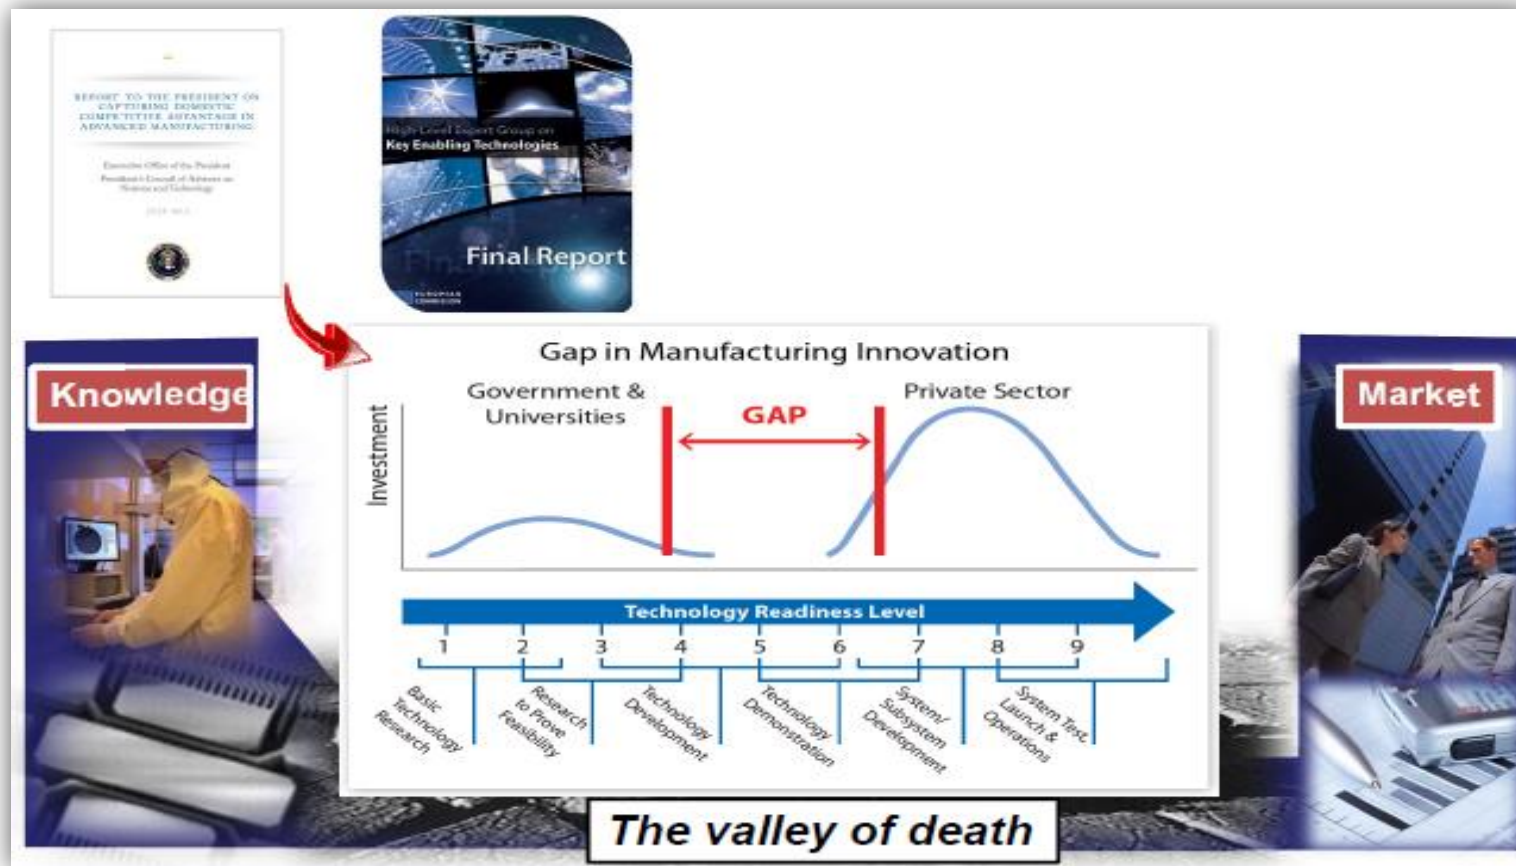 REPORT TO THE PRESIDENT ON
CAPTURING DOMESTIC
COMPETITIVE ADVANTAGE IN
ADVANCED MANUFACTURING
Executive Office of the President
President's Council of Advisors on
Science and Technology
High-Level Expert Group on
Key Enabling Technologies
Final Report
EUROPEAN
COMMISSION
Knowledge
Market
Gap in Manufacturing Innovation
Government &
Universities
Private Sector
GAP
Investment
Technology Readiness Level
1 2 3 4 5 6 7 8 9
Basic
Technology
Research
Research
to Prove
Feasibility
Technology
Development
Technology
Demonstration
System/
Subsystem
Development
System Test,
Launch &
Operations
The valley of death